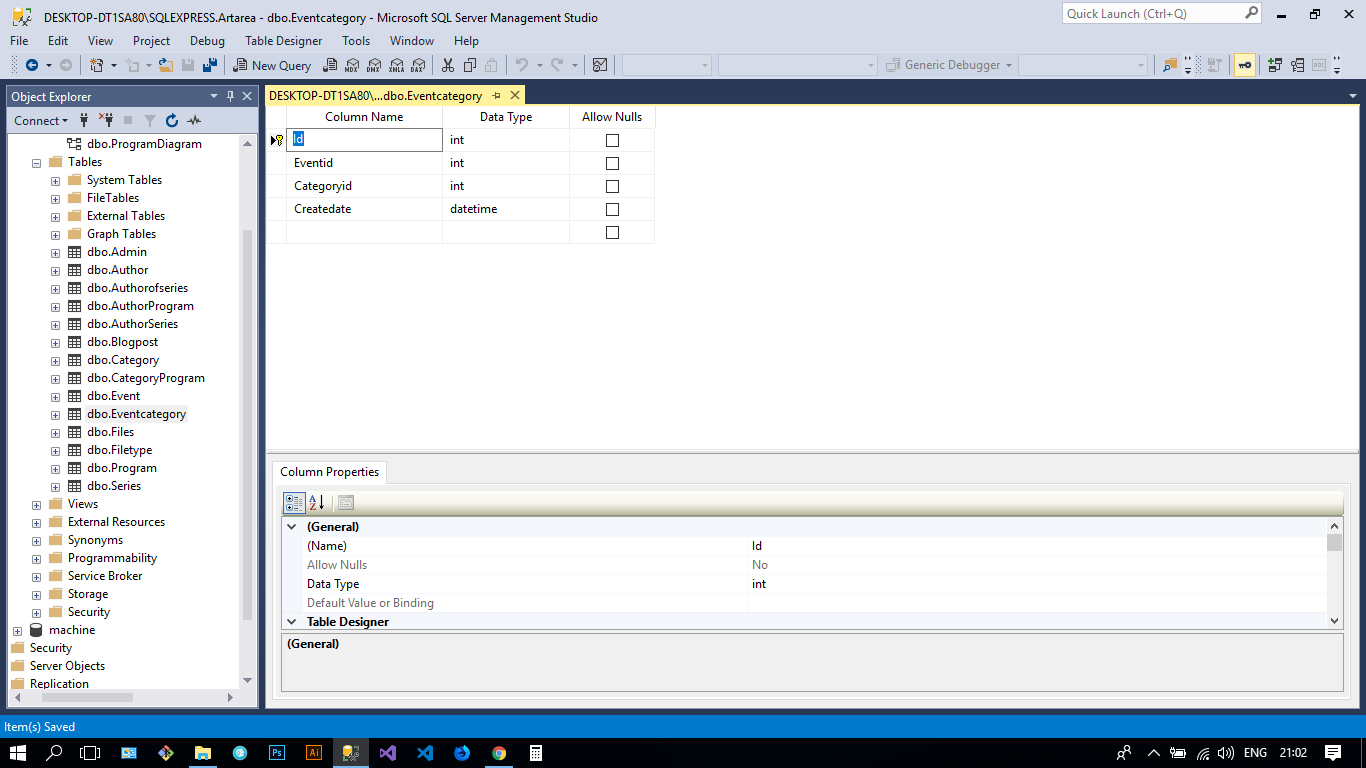 DESKTOP-DT1SA80\SQLEXPRESS.Artarea - dbo.Eventcategory - Microsoft SQL Server Management Studio
Quick Launch (Ctrl+Q)
File Edit View Project Debug Table Designer Tools Window Help
New Query MDX DMX XMLA DAX Generic Debugger
Object Explorer
Connect
dbo.ProgramDiagram
Tables
System Tables
FileTables
External Tables
Graph Tables
dbo.Admin
dbo.Author
dbo.Authorofseries
dbo.AuthorProgram
dbo.AuthorSeries
dbo.Blogpost
dbo.Category
dbo.CategoryProgram
dbo.Event
dbo.Eventcategory
dbo.Files
dbo.Filetype
dbo.Program
dbo.Series
Views
External Resources
Synonyms
Programmability
Service Broker
Storage
Security
machine
Security
Server Objects
Replication
DESKTOP-DT1SA80\...dbo.Eventcategory
Column Name Data Type Allow Nulls
Id int
Eventid int
Categoryid int
Createdate datetime
Column Properties
A Z
(General)
(Name) Id
Allow Nulls No
Data Type int
Default Value or Binding
Table Designer
(General)
Item(s) Saved
Ps Ai ENG 21:02